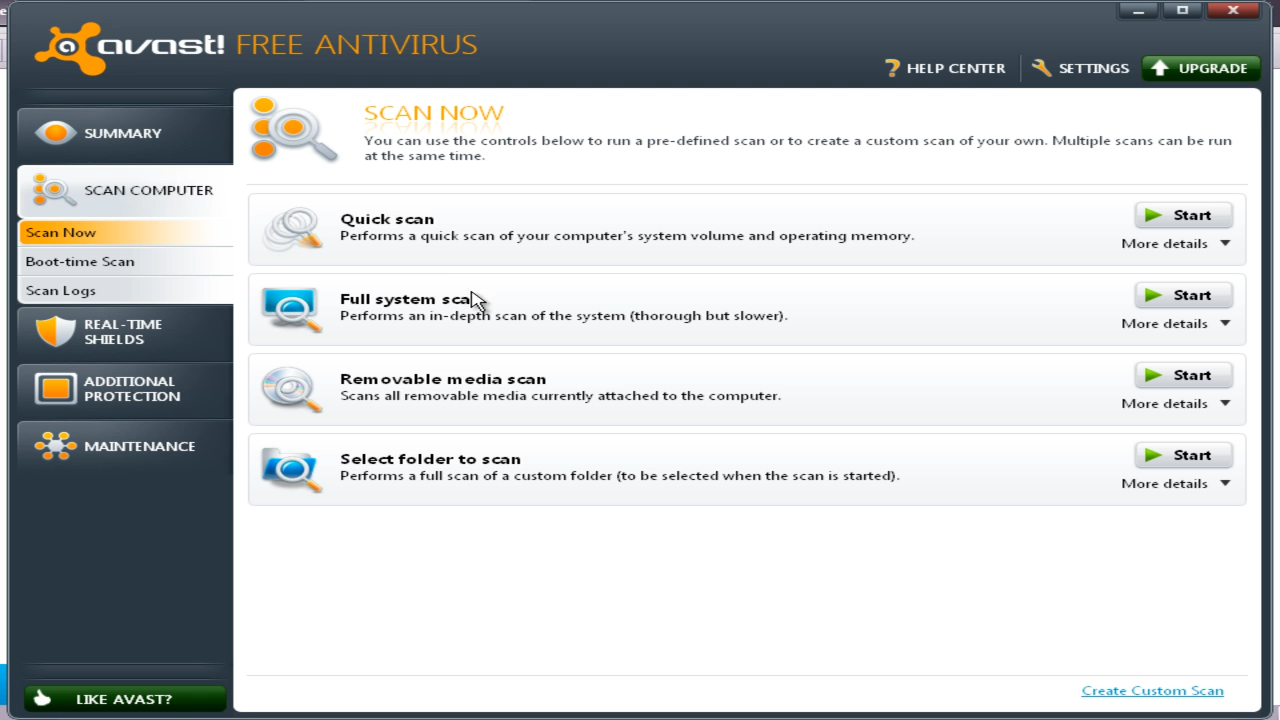 avast! FREE ANTIVIRUS
HELP CENTER
SETTINGS
UPGRADE
SUMMARY
SCAN COMPUTER
Scan Now
Boot-time Scan
Scan Logs
REAL-TIME
SHIELDS
ADDITIONAL
PROTECTION
MAINTENANCE
LIKE AVAST?
SCAN NOW
You can use the controls below to run a pre-defined scan or to create a custom scan of your own. Multiple scans can be run
at the same time.
Quick scan
Performs a quick scan of your computer's system volume and operating memory.
Start
More details
Full system scan
Performs an in-depth scan of the system (thorough but slower).
Start
More details
Removable media scan
Scans all removable media currently attached to the computer.
Start
More details
Select folder to scan
Performs a full scan of a custom folder (to be selected when the scan is started).
Start
More details
Create Custom Scan